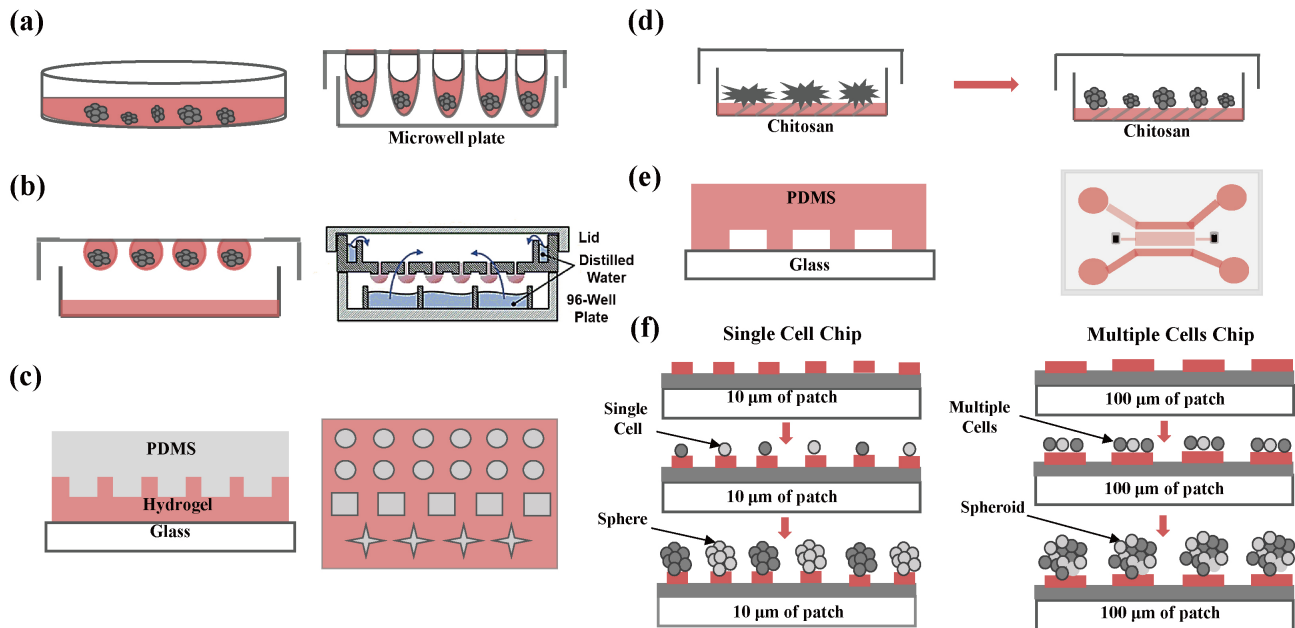 (a)
Microwell plate
(b)
Lid
Distilled
Water
96-Well
Plate
(c)
PDMS
Hydrogel
Glass
(d)
Chitosan
Chitosan
(e)
PDMS
Glass
(f)
Single Cell Chip
10 μm of patch
Single
Cell
10 μm of patch
Sphere
10 μm of patch
Multiple Cells Chip
100 μm of patch
Multiple
Cells
100 μm of patch
Spheroid
100 μm of patch